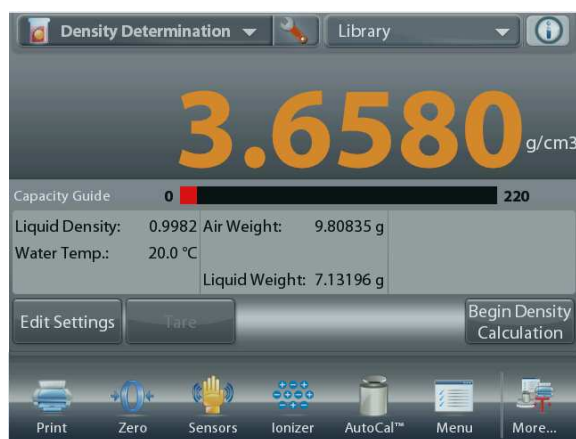 Density Determination Library
3.6580 g/cm3
Capacity Guide 0 220
Liquid Density: 0.9982 Air Weight: 9.80835 g
Water Temp.: 20.0 °C
Liquid Weight: 7.13196 g
Edit Settings Tare Begin Density
Calculation
Print Zero Sensors Ionizer AutoCal™ Menu More...